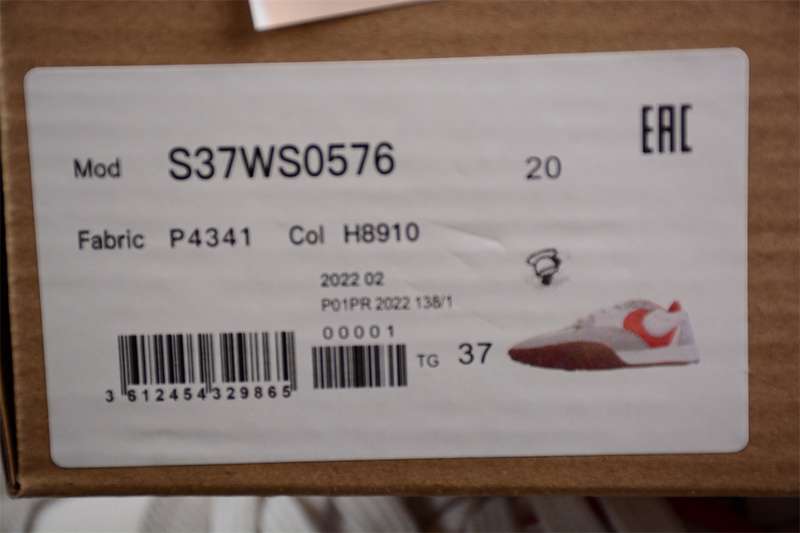 EAC
Mod S37WS0576 20
Fabric P4341 Col H8910
2022 02
P01PR 2022 138/1
00001
TG 37
3 612454 329865